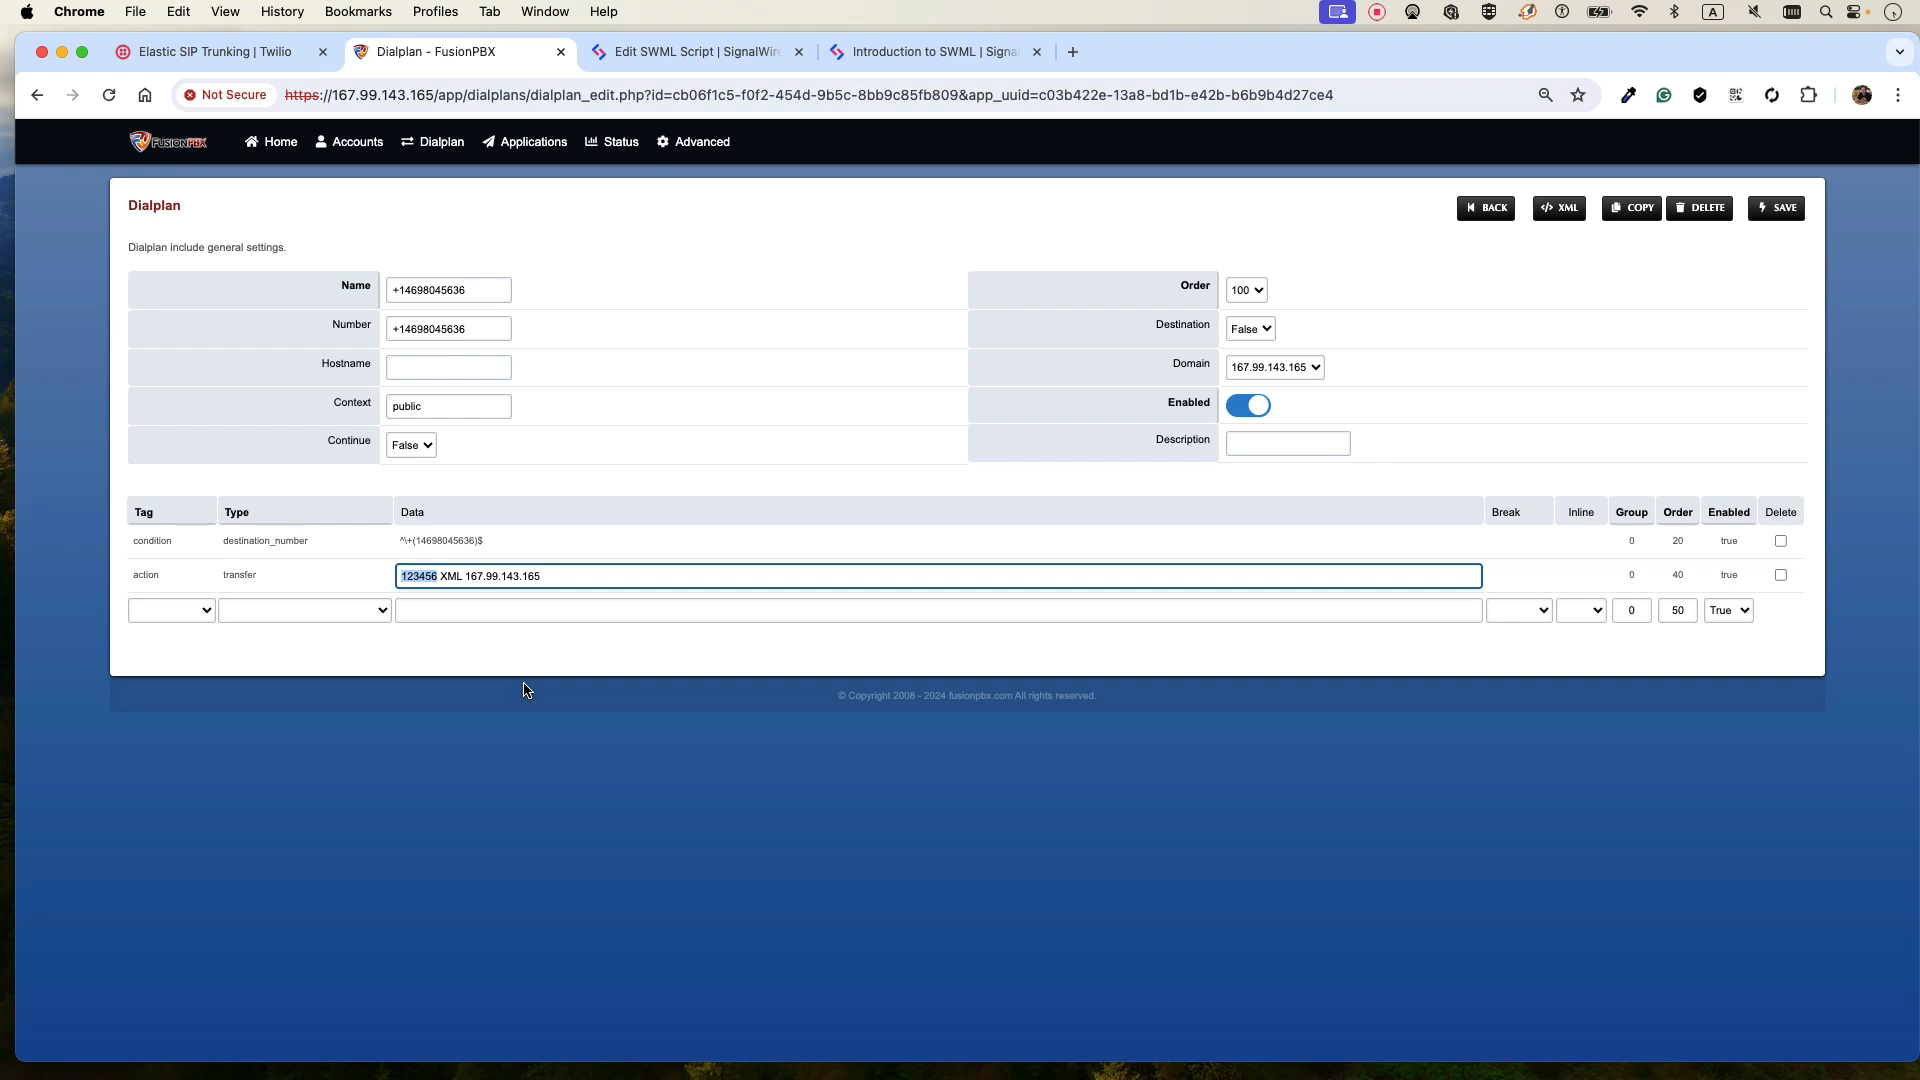 Chrome File Edit View History Bookmarks Profiles Tab Window Help
Elastic SIP Trunking | Twilio
Dialplan - FusionPBX
Edit SWML Script | SignalWire
Introduction to SWML | Signa
Not Secure https://167.99.143.165/app/dialplans/dialplan_edit.php?id=cb06f1c5-f0f2-454d-9b5c-8bb9c85fb809&app_uuid=c03b422e-13a8-bd1b-e42b-b6b9b4d27ce4
FUSIONPBX Home Accounts Dialplan Applications Status Advanced
Dialplan BACK </> XML COPY DELETE SAVE
Dialplan include general settings.
Name +14698045636 Order 100
Number +14698045636 Destination False
Hostname Domain 167.99.143.165
Context public Enabled
Continue False Description
Tag Type Data Break Inline Group Order Enabled Delete
condition destination_number ^\+(14698045636)$ 0 20 true
action transfer 123456 XML 167.99.143.165 0 40 true
0 50 True
© Copyright 2008 - 2024 fusionpbx.com All rights reserved.